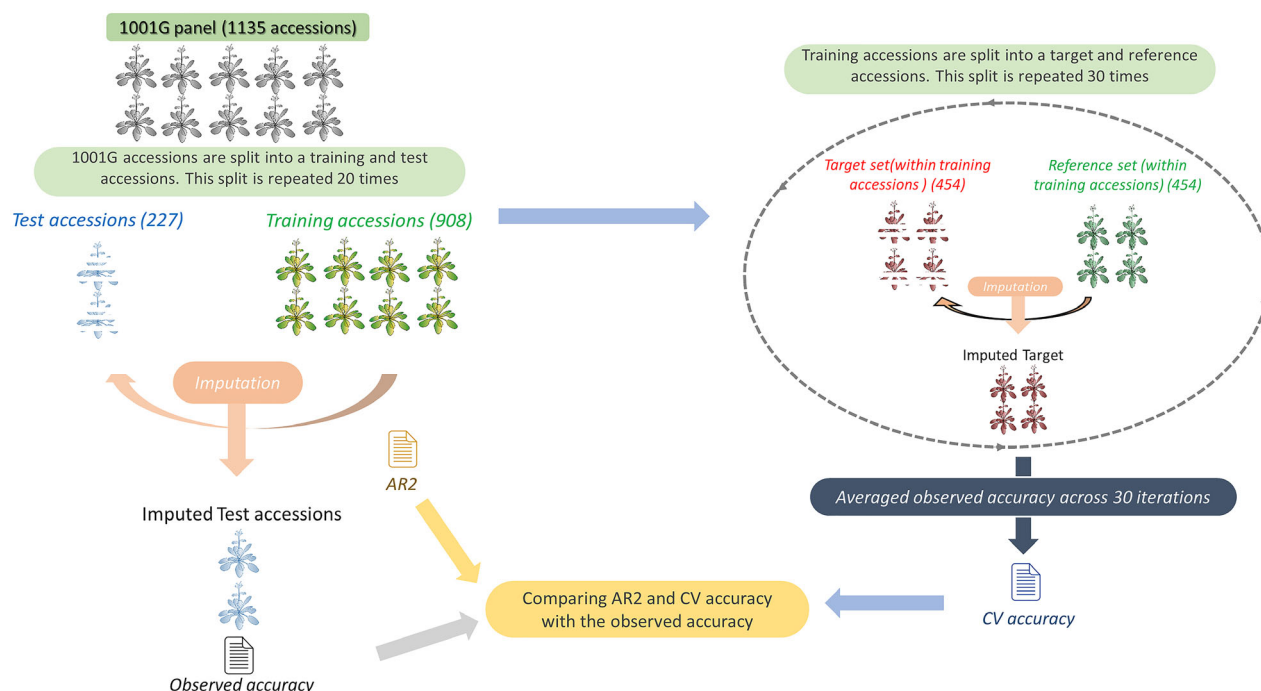 1001G panel (1135 accessions)
1001G accessions are split into a training and test
accessions. This split is repeated 20 times
Test accessions (227)
Training accessions (908)
Imputation
AR2
Imputed Test accessions
Observed accuracy
Training accessions are split into a target and reference
accessions. This split is repeated 30 times
Target set(within training
accessions ) (454)
Reference set (within
training accessions) (454)
Imputation
Imputed Target
Averaged observed accuracy across 30 iterations
CV accuracy
Comparing AR2 and CV accuracy
with the observed accuracy